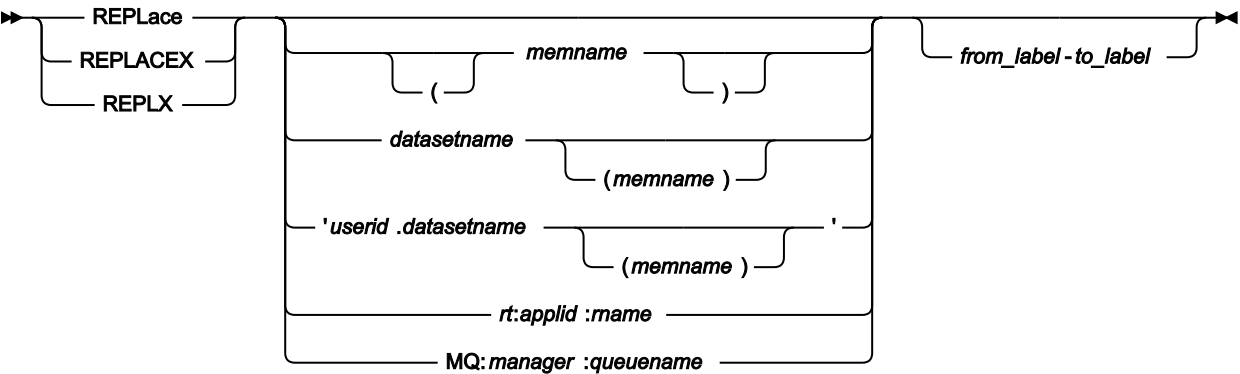 REPLace
REPLACEX
REPLX
memname
( )
datasetname
(memname )
'userid .datasetname '
(memname )
rt:applid :rname
MQ:manager :queuename
from_label -to_label